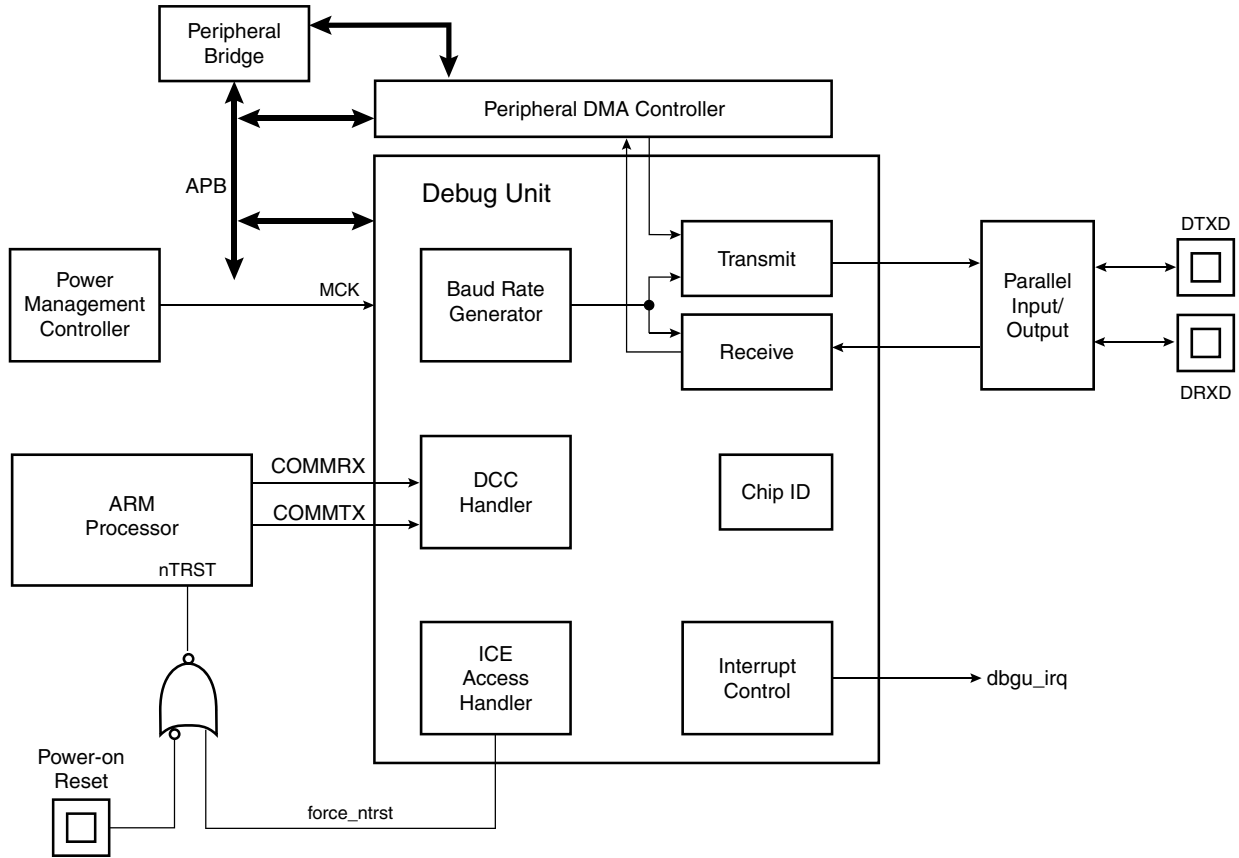 Peripheral
Bridge
Peripheral DMA Controller
APB
Debug Unit
Power
Management
Controller
MCK
Baud Rate
Generator
Transmit
Receive
Parallel
Input/
Output
DTXD
DRXD
ARM
Processor
nTRST
COMMRX
COMMTX
DCC
Handler
Chip ID
ICE
Access
Handler
Interrupt
Control
dbgu_irq
Power-on
Reset
force_ntrst